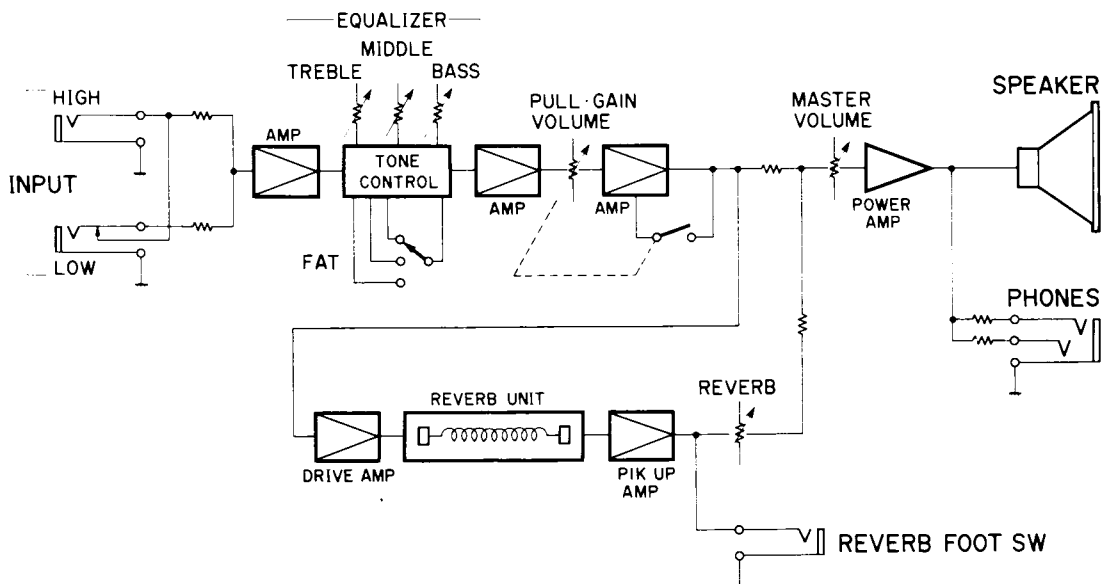 EQUALIZER
MIDDLE
TREBLE
BASS
HIGH
INPUT
LOW
AMP
TONE
CONTROL
FAT
AMP
PULL·GAIN
VOLUME
AMP
MASTER
VOLUME
POWER
AMP
SPEAKER
PHONES
REVERB UNIT
DRIVE AMP
PIK UP
AMP
REVERB
REVERB FOOT SW